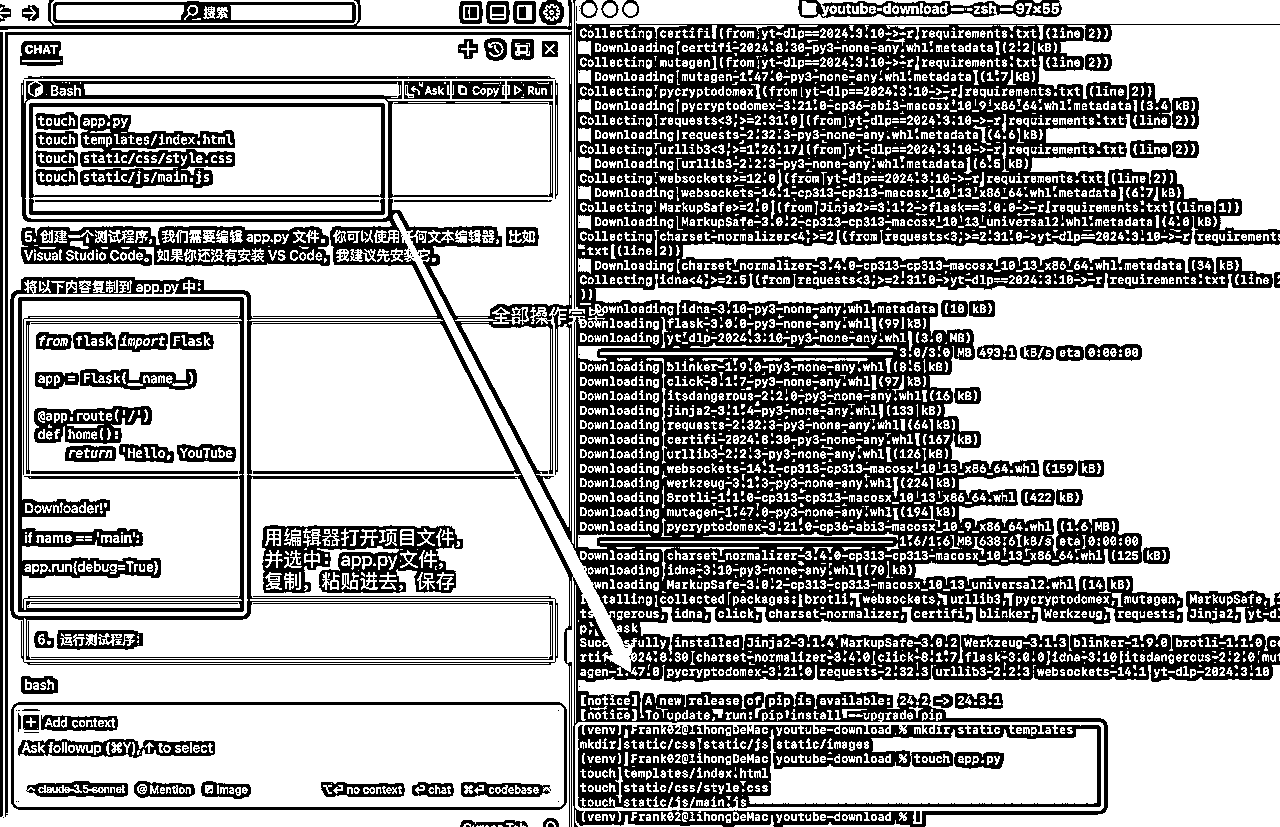 搜索
CHAT
Bash
Ask Copy Run
touch app.py
touch templates/index.html
touch static/css/style.css
touch static/js/main.js
5. 创建一个测试程序，我们需要编辑 app.py 文件。你可以使用任何文本编辑器，比如
Visual Studio Code。如果你还没有安装 VS Code，我建议先安装它。
将以下内容复制到 app.py 中：
全部操作完毕
from flask import Flask
app = Flask(__name__)
@app.route('/')
def home():
return 'Hello, YouTube
Downloader!'
if name == 'main':
app.run(debug=True)
用编辑器打开项目文件，
并选中：app.py文件，
复制，粘贴进去，保存
6. 运行测试程序：
bash
Add context
Ask followup (⌘Y), ↑ to select
claude-3.5-sonnet @Mention Image
no context chat codebase
youtube-download — -zsh — 97×55
Collecting certifi (from yt-dlp==2024.3.10->-r requirements.txt (line 2))
Downloading certifi-2024.8.30-py3-none-any.whl.metadata (2.2 kB)
Collecting mutagen (from yt-dlp==2024.3.10->-r requirements.txt (line 2))
Downloading mutagen-1.47.0-py3-none-any.whl.metadata (1.7 kB)
Collecting pycryptodomex (from yt-dlp==2024.3.10->-r requirements.txt (line 2))
Downloading pycryptodomex-3.21.0-cp36-abi3-macosx_10_9_x86_64.whl.metadata (3.4 kB)
Collecting requests<3,>=2.31.0 (from yt-dlp==2024.3.10->-r requirements.txt (line 2))
Downloading requests-2.32.3-py3-none-any.whl.metadata (4.6 kB)
Collecting urllib3<3,>=1.26.17 (from yt-dlp==2024.3.10->-r requirements.txt (line 2))
Downloading urllib3-2.2.3-py3-none-any.whl.metadata (6.5 kB)
Collecting websockets>=12.0 (from yt-dlp==2024.3.10->-r requirements.txt (line 2))
Downloading websockets-14.1-cp313-cp313-macosx_10_13_x86_64.whl.metadata (6.7 kB)
Collecting MarkupSafe>=2.0 (from Jinja2>=3.1.2->flask==3.0.0->-r requirements.txt (line 1))
Downloading MarkupSafe-3.0.2-cp313-cp313-macosx_10_13_universal2.whl.metadata (4.0 kB)
Collecting charset-normalizer<4,>=2 (from requests<3,>=2.31.0->yt-dlp==2024.3.10->-r requirements
.txt (line 2))
Downloading charset_normalizer-3.4.0-cp313-cp313-macosx_10_13_x86_64.whl.metadata (34 kB)
Collecting idna<4,>=2.5 (from requests<3,>=2.31.0->yt-dlp==2024.3.10->-r requirements.txt (line 2
))
Downloading idna-3.10-py3-none-any.whl.metadata (10 kB)
Downloading flask-3.0.0-py3-none-any.whl (99 kB)
Downloading yt_dlp-2024.3.10-py3-none-any.whl (3.0 MB)
3.0/3.0 MB 493.1 kB/s eta 0:00:00
Downloading blinker-1.9.0-py3-none-any.whl (8.5 kB)
Downloading click-8.1.7-py3-none-any.whl (97 kB)
Downloading itsdangerous-2.2.0-py3-none-any.whl (16 kB)
Downloading jinja2-3.1.4-py3-none-any.whl (133 kB)
Downloading requests-2.32.3-py3-none-any.whl (64 kB)
Downloading certifi-2024.8.30-py3-none-any.whl (167 kB)
Downloading urllib3-2.2.3-py3-none-any.whl (126 kB)
Downloading websockets-14.1-cp313-cp313-macosx_10_13_x86_64.whl (159 kB)
Downloading werkzeug-3.1.3-py3-none-any.whl (224 kB)
Downloading Brotli-1.1.0-cp313-cp313-macosx_10_13_x86_64.whl (422 kB)
Downloading mutagen-1.47.0-py3-none-any.whl (194 kB)
Downloading pycryptodomex-3.21.0-cp36-abi3-macosx_10_9_x86_64.whl (1.6 MB)
1.6/1.6 MB 638.6 kB/s eta 0:00:00
Downloading charset_normalizer-3.4.0-cp313-cp313-macosx_10_13_x86_64.whl (125 kB)
Downloading idna-3.10-py3-none-any.whl (70 kB)
Downloading MarkupSafe-3.0.2-cp313-cp313-macosx_10_13_universal2.whl (14 kB)
Installing collected packages: brotli, websockets, urllib3, pycryptodomex, mutagen, MarkupSafe, i
tsdangerous, idna, click, charset-normalizer, certifi, blinker, Werkzeug, requests, Jinja2, yt-dl
p, flask
Successfully installed Jinja2-3.1.4 MarkupSafe-3.0.2 Werkzeug-3.1.3 blinker-1.9.0 brotli-1.1.0 ce
rtifi-2024.8.30 charset-normalizer-3.4.0 click-8.1.7 flask-3.0.0 idna-3.10 itsdangerous-2.2.0 mut
agen-1.47.0 pycryptodomex-3.21.0 requests-2.32.3 urllib3-2.2.3 websockets-14.1 yt-dlp-2024.3.10
[notice] A new release of pip is available: 24.2 -> 24.3.1
[notice] To update, run: pip install --upgrade pip
(venv) Frank02@lihongDeMac youtube-download % mkdir static templates
mkdir static/css static/js static/images
(venv) Frank02@lihongDeMac youtube-download % touch app.py
touch templates/index.html
touch static/css/style.css
touch static/js/main.js
(venv) Frank02@lihongDeMac youtube-download %